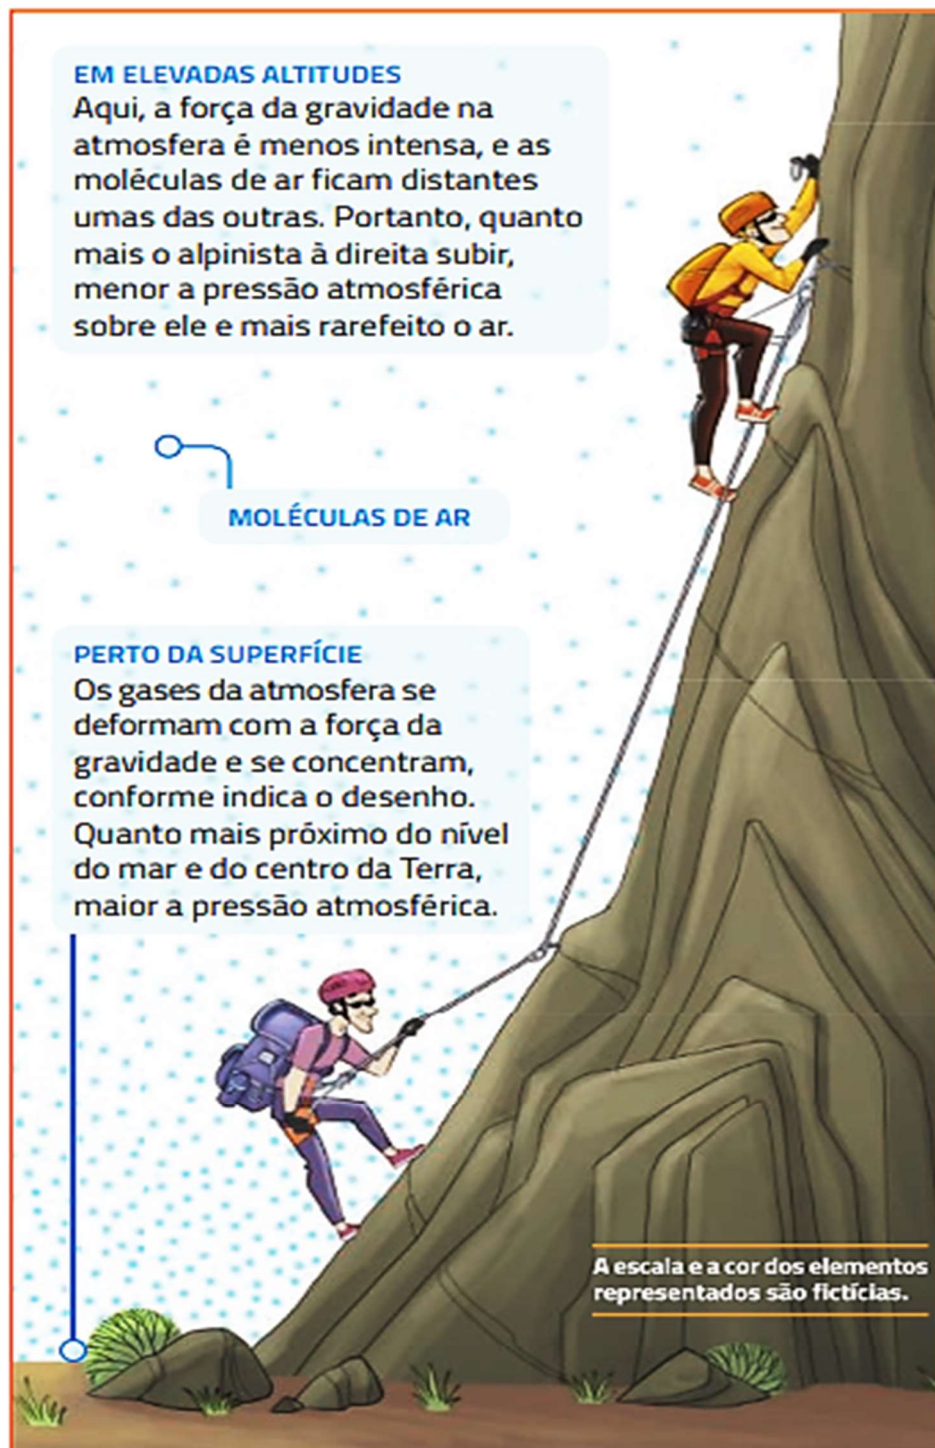 EM ELEVADAS ALTITUDES
Aqui, a força da gravidade na
atmosfera é menos intensa, e as
moléculas de ar ficam distantes
umas das outras. Portanto, quanto
mais o alpinista à direita subir,
menor a pressão atmosférica
sobre ele e mais rarefeito o ar.
MOLÉCULAS DE AR
PERTO DA SUPERFÍCIE
Os gases da atmosfera se
deformam com a força da
gravidade e se concentram,
conforme indica o desenho.
Quanto mais próximo do nível
do mar e do centro da Terra,
maior a pressão atmosférica.
A escala e a cor dos elementos
representados são fictícias.